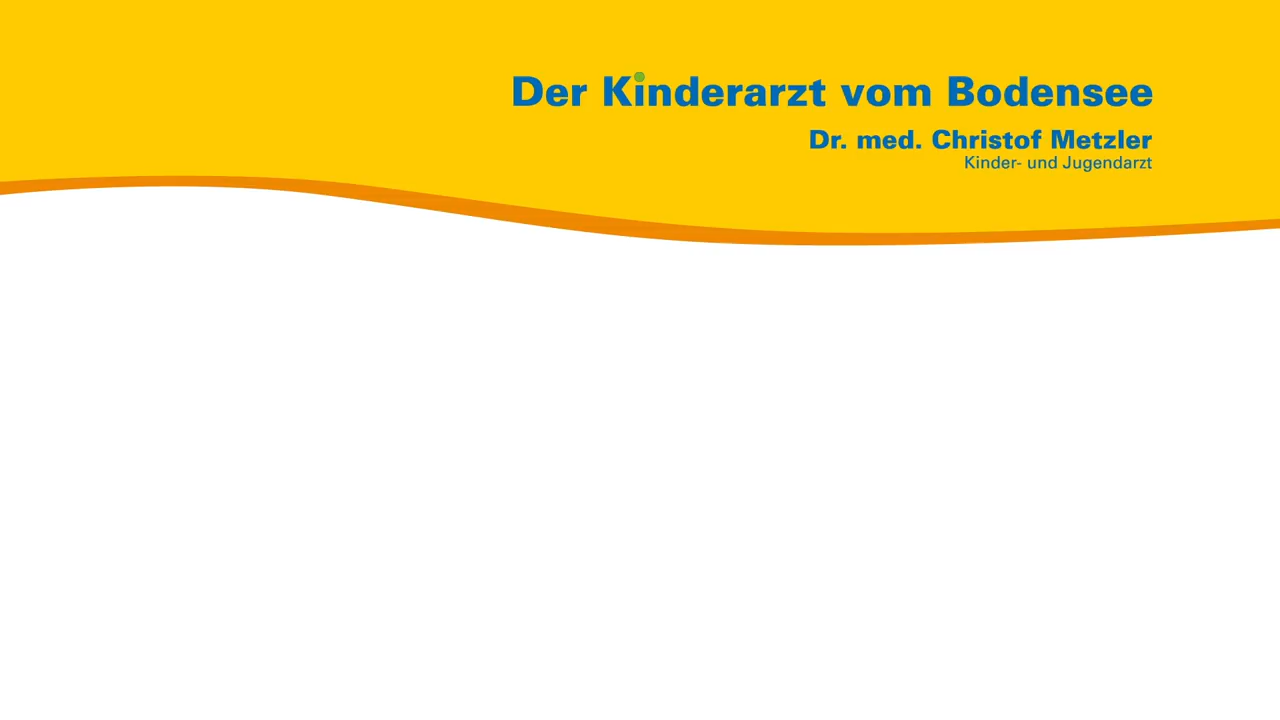 Der Kinderarzt vom Bodensee
Dr. med. Christof Metzler
Kinder- und Jugendarzt